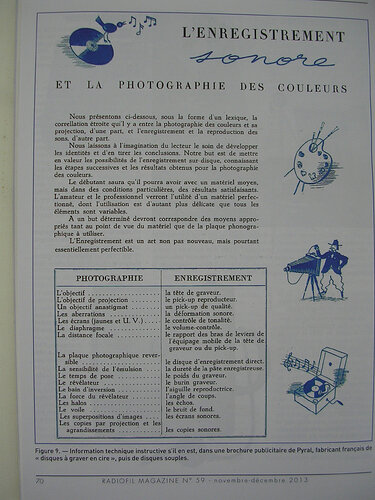 L'ENREGISTREMENT
sonore
ET LA PHOTOGRAPHIE DES COULEURS
Nous présentons ci-dessous, sous la forme d'un lexique, la
corrélation étroite qu'il y a entre la photographie des couleurs et sa
projection, d'une part, et l'enregistrement et la reproduction des
sons, d'autre part.
Nous laissons à l'imagination du lecteur le soin de développer
les identités et d'en tirer les conclusions. Notre but est de mettre
en valeur les possibilités de l'enregistrement sur disque, connaissant
les étapes successives et les résultats obtenus pour la photographie
des couleurs.
Le débutant saura qu'il pourra avoir avec un matériel moyen,
mais dans des conditions particulières, des résultats satisfaisants.
L'amateur et le professionnel verront l'utilité d'un matériel perfec-
tionné, dont l'utilisation est d'autant plus délicate que tous les
éléments sont variables.
A un but déterminé devront correspondre des moyens appro-
priés tant au point de vue du matériel que de la plaque phonogra-
phique à utiliser.
L'Enregistrement est un art non pas nouveau, mais pourtant
essentiellement perfectible.
PHOTOGRAPHIE ENREGISTREMENT
L'objectif .......... la tête de graveur.
L'objectif de projection .......... le pick-up reproducteur.
Un objectif anastigmat .......... un pick-up de qualité.
Les aberrations .......... la déformation sonore.
Les écrans (jaunes et U. V.) .......... le contrôle de tonalité.
Le diaphragme .......... le volume-contrôle.
La distance focale .......... le rapport des bras de leviers de
l'équipage mobile de la tête de
graveur ou du pick-up.
La plaque photographique rever-
sible .......... le disque d'enregistrement direct.
La sensibilité de l'émulsion .......... la dureté de la pâte enregistreuse.
Le temps de pose .......... le poids du graveur.
Le révélateur .......... le burin graveur.
Le bain d'inversion .......... l'aiguille reproductrice.
La force du révélateur .......... l'angle de coupe.
Les halos .......... les échos.
Le voile .......... le bruit de fond.
Les superpositions d'images .......... les écrans sonores.
Les copies par projection et les
agrandissements .......... les copies sonores.
Figure 9. — Information technique instructive s'il en est, dans une brochure publicitaire de Pyral, fabricant français de
« disques à graver en cire », puis de disques souples.
70 RADIOFIL MAGAZINE N° 59 - novembre-décembre 2013